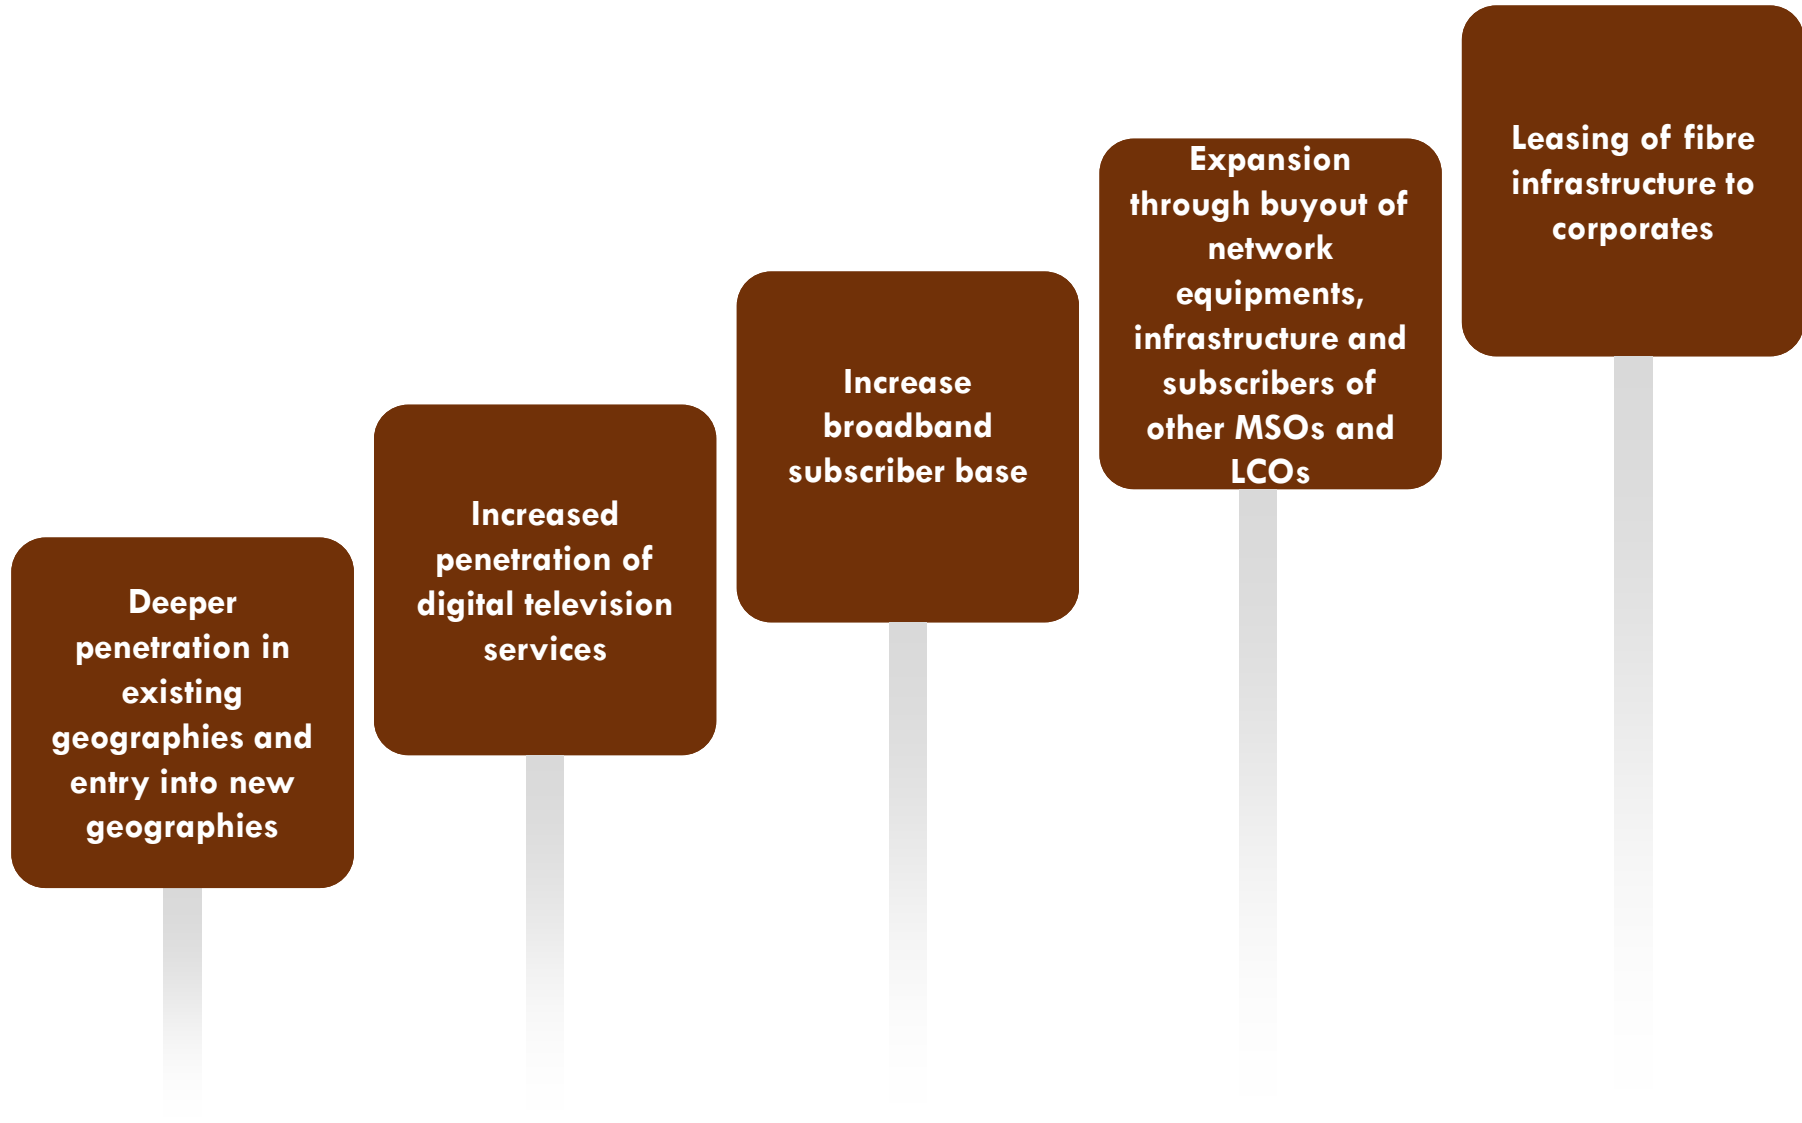 Deeper
penetration in
existing
geographies and
entry into new
geographies
Increased
penetration of
digital television
services
Increase
broadband
subscriber base
Expansion
through buyout of
network
equipments,
infrastructure and
subscribers of
other MSOs and
LCOs
Leasing of fibre
infrastructure to
corporates